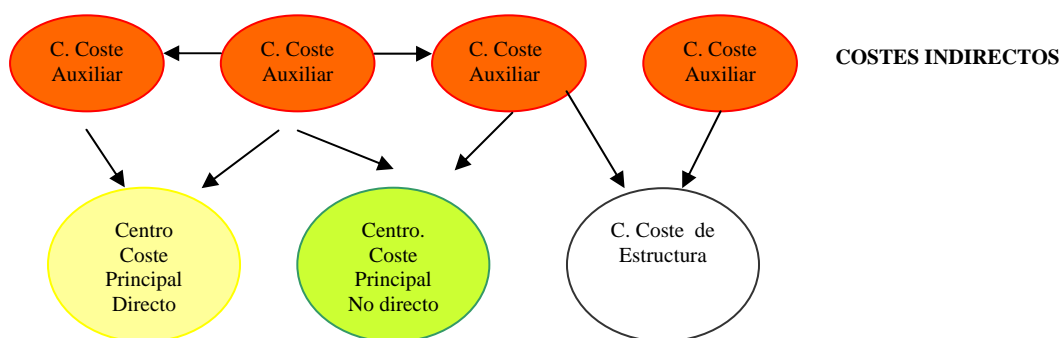 C. Coste
Auxiliar
C. Coste
Auxiliar
C. Coste
Auxiliar
C. Coste
Auxiliar
COSTES INDIRECTOS
Centro
Coste
Principal
Directo
Centro.
Coste
Principal
No directo
C. Coste de
Estructura